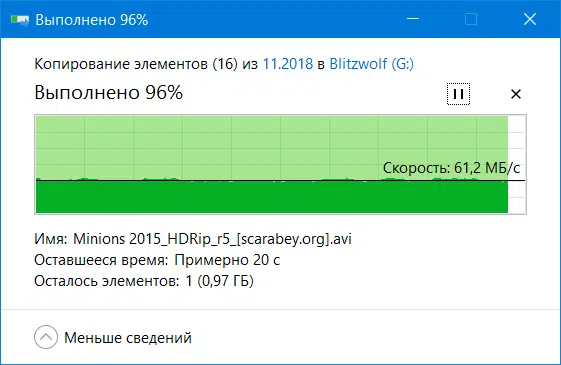 Выполнено 96%
Копирование элементов (16) из 11.2018 в Blitzwolf (G:)
Выполнено 96%
Скорость: 61,2 МБ/с
Имя: Minions 2015_HDRip_r5_[scarabey.org].avi
Оставшееся время: Примерно 20 с
Осталось элементов: 1 (0,97 ГБ)
Меньше сведений